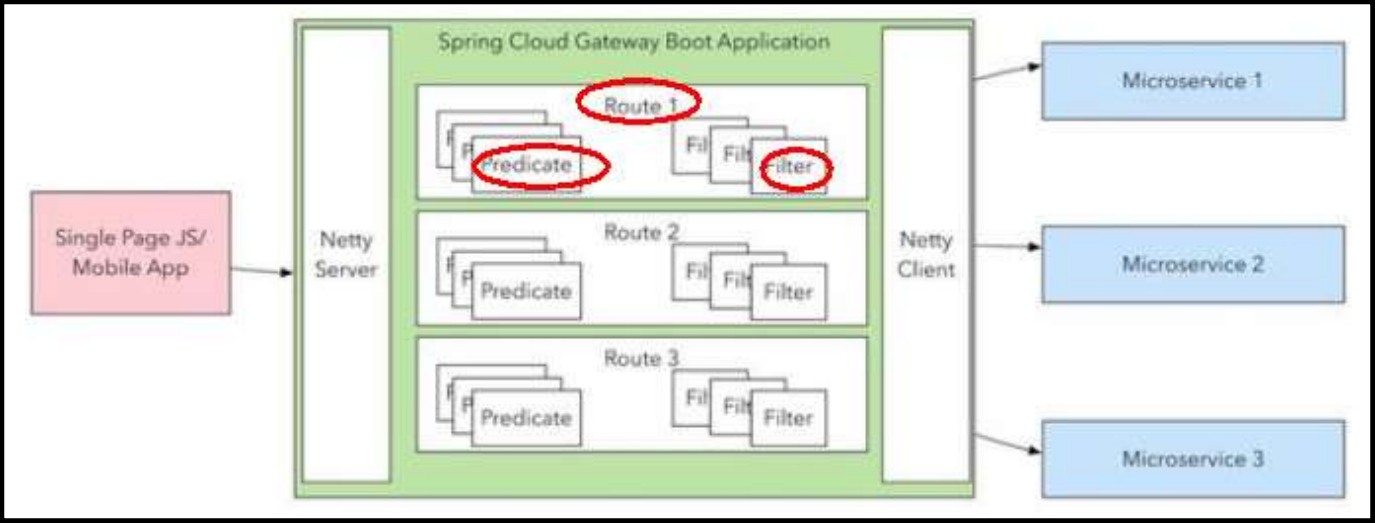 Spring Cloud Gateway Boot Application
Single Page JS/
Mobile App
Netty
Server
Route 1
Predicate
Fil
Filt
Filter
Route 2
Predicate
Fil
Filt
Filter
Route 3
Predicate
Fil
Filt
Filter
Netty
Client
Microservice 1
Microservice 2
Microservice 3